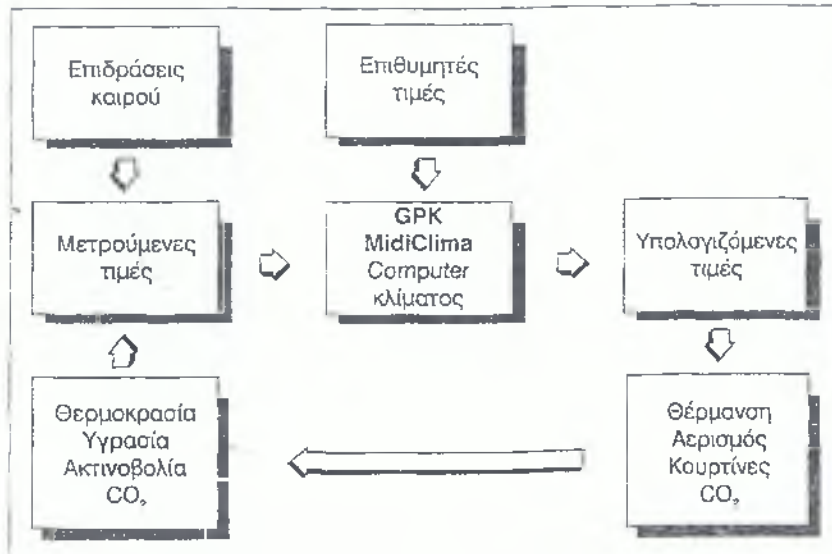 Επιδράσεις
καιρού
Επιθυμητές
τιμές
Μετρούμενες
τιμές
GPK
MidiClima
Computer
κλίματος
Υπολογιζόμενες
τιμές
Θερμοκρασία
Υγρασία
Ακτινοβολία
CO₂
Θέρμανση
Αερισμός
Κουρτίνες
CO₂